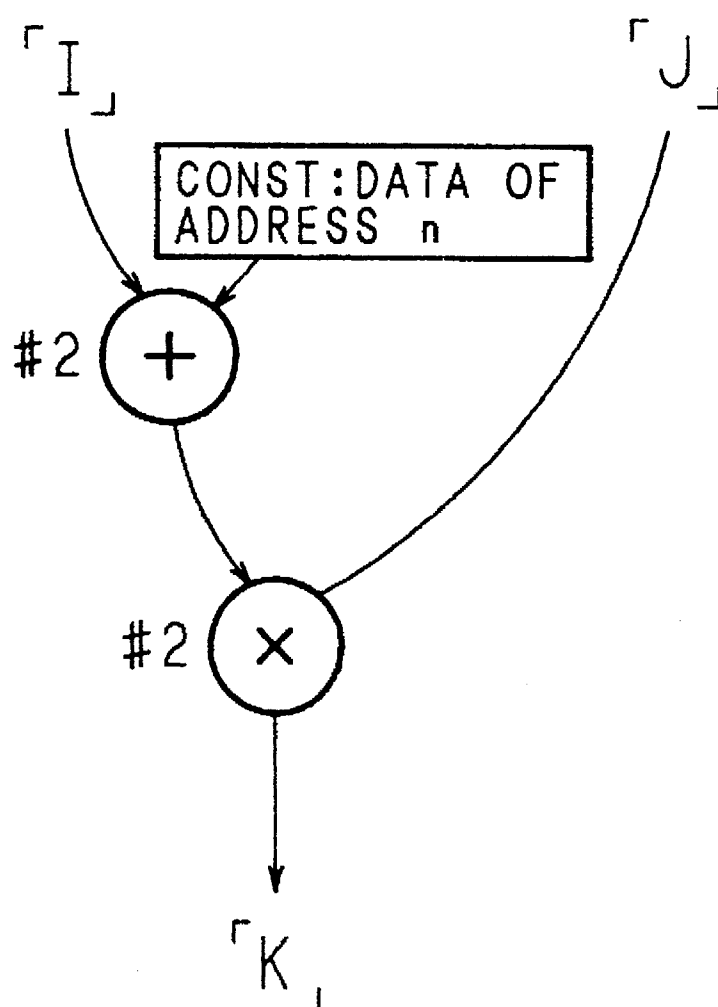 「I」
「J」
CONST:DATA OF
ADDRESS n
#2 +
#2 ×
「K」